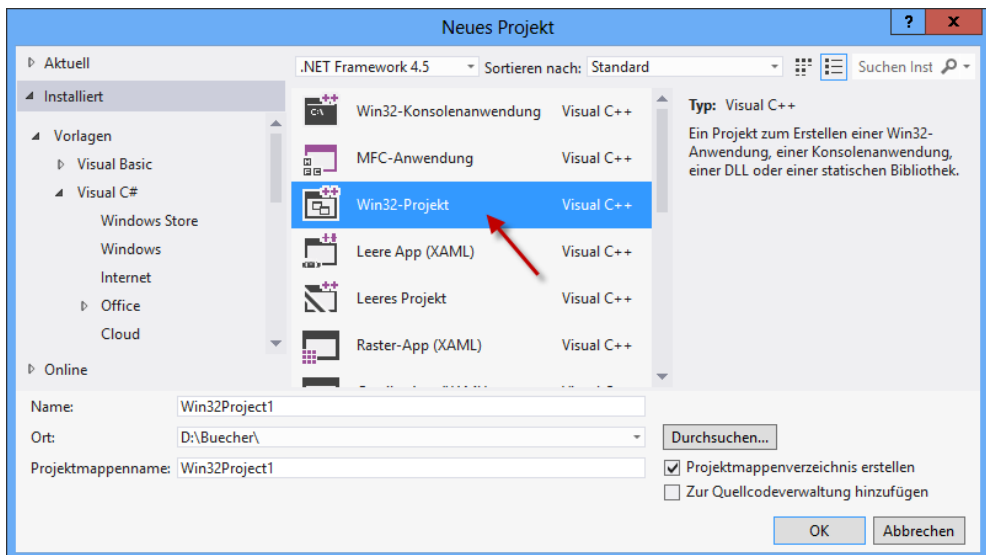 Neues Projekt
?
x
Aktuell
.NET Framework 4.5
Sortieren nach: Standard
Suchen Inst
Installiert
Vorlagen
Visual Basic
Visual C#
Windows Store
Windows
Internet
Office
Cloud
Online
Win32-Konsolenanwendung Visual C++
MFC-Anwendung Visual C++
Win32-Projekt Visual C++
Leere App (XAML) Visual C++
Leeres Projekt Visual C++
Raster-App (XAML) Visual C++
Typ: Visual C++
Ein Projekt zum Erstellen einer Win32-
Anwendung, einer Konsolenanwendung,
einer DLL oder einer statischen Bibliothek.
Name: Win32Project1
Ort: D:\Buecher\
Durchsuchen...
Projektmappenname: Win32Project1
Projektmappenverzeichnis erstellen
Zur Quellcodeverwaltung hinzufügen
OK
Abbrechen